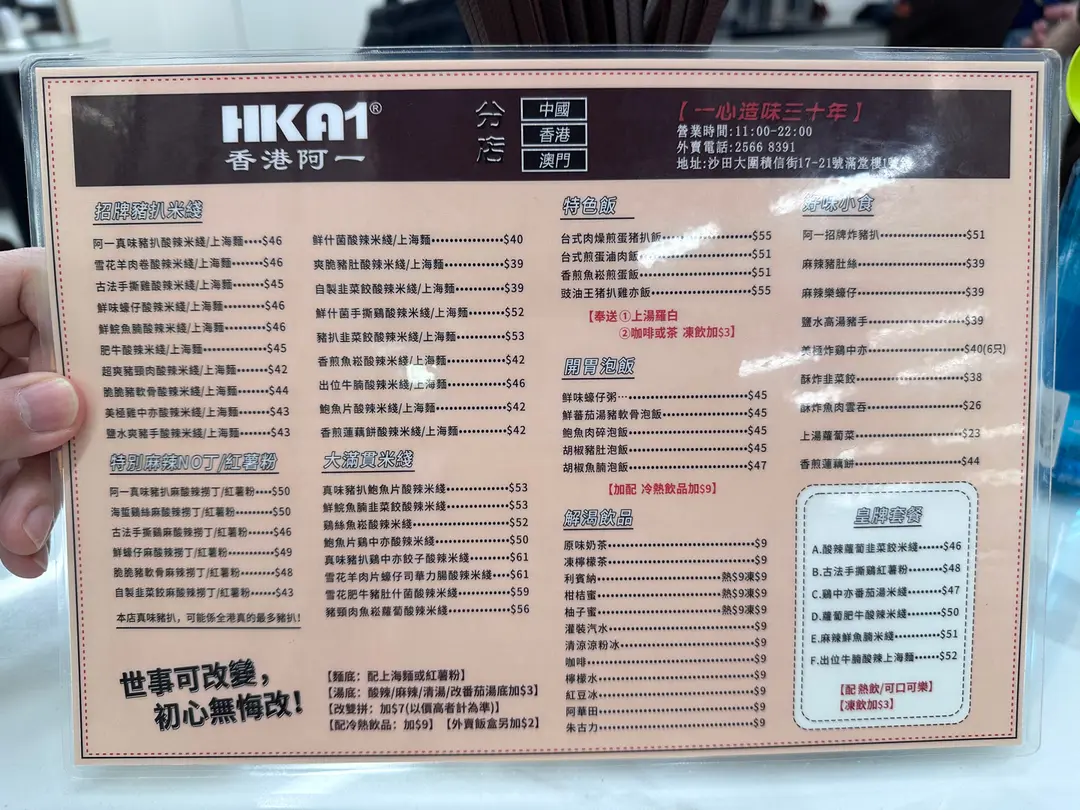 HKA1®
香港阿一
分店
中國
香港
澳門
【一心造味三十年】
營業時間:11:00-22:00
外賣電話:2566 8391
地址:沙田大圍積信街17-21號滿堂樓1號舖
招牌豬扒米綫
阿一真味豬扒酸辣米綫/上海麵····$46
雪花羊肉卷酸辣米綫/上海麵·······$46
古法手撕雞酸辣米綫/上海麵·······$45
鮮味蠔仔酸辣米綫/上海麵·········$46
鮮鯇魚腩酸辣米綫/上海麵·········$46
肥牛酸辣米綫/上海麵·············$45
超爽豬頸肉酸辣米綫/上海麵·······$42
脆脆豬軟骨酸辣米綫/上海麵·······$44
美極雞中亦酸辣米綫/上海麵·······$43
鹽水爽豬手酸辣米綫/上海麵·······$43
鮮什菌酸辣米綫/上海麵···············$40
爽脆豬肚酸辣米綫/上海麵·············$39
自製韭菜餃酸辣米綫/上海麵···········$39
鮮什菌手撕鷄酸辣米綫/上海麵·········$52
豬扒韭菜餃酸辣米綫/上海麵···········$53
香煎魚崧酸辣米綫/上海麵·············$42
出位牛腩酸辣米綫/上海麵·············$46
鮑魚片酸辣米綫/上海麵···············$42
香煎蓮藕餅酸辣米綫/上海麵···········$42
特別麻辣NO丁/紅薯粉
阿一真味豬扒麻酸辣撈丁/紅薯粉····$50
海蜇鷄絲麻酸辣撈丁/紅薯粉········$50
古法手撕鷄麻酸辣撈丁/紅薯粉······$46
鮮蠔仔麻酸辣撈丁/紅薯粉··········$49
脆脆豬軟骨麻辣撈丁/紅薯粉········$48
自製韭菜餃麻酸辣撈丁/紅薯粉······$43
本店真味豬扒，可能係全港真的最多豬扒!
大滿貫米綫
真味豬扒鮑魚片酸辣米綫·············$53
鮮鯇魚腩韭菜餃酸辣米綫·············$53
鷄絲魚崧酸辣米綫···················$52
鮑魚片鷄中亦酸辣米綫···············$50
真味豬扒鷄中亦餃子酸辣米綫·········$61
雪花羊肉片蠔仔司華力腸酸辣米綫····$61
雪花肥牛豬肚什菌酸辣米綫···········$59
豬頸肉魚崧蘿蔔酸辣米綫·············$56
世事可改變，
初心無悔改!
【麵底：配上海麵或紅薯粉】
【湯底：酸辣/麻辣/清湯/改番茄湯底加$3】
【改雙拼：加$7(以價高者計為準)】
【配冷熱飲品：加$9】【外賣飯盒另加$2】
特色飯
台式肉燥煎蛋豬扒飯···············$55
台式煎蛋滷肉飯···················$51
香煎魚崧煎蛋飯···················$51
豉油王猪扒雞亦飯·················$55
【奉送①上湯羅白
②咖啡或茶 凍飲加$3】
開胃泡飯
鮮味蠔仔粥···$45
鮮蕃茄湯豬軟骨泡飯···············$45
鮑魚肉碎泡飯·····················$45
胡椒豬肚泡飯·····················$45
胡椒魚腩泡飯·····················$47
【加配 冷熱飲品加$9】
解渴飲品
原味奶茶·························$9
凍檸檬茶·························$9
利賓納·····················熱$9凍$9
柑桔蜜·····················熱$9凍$9
柚子蜜·····················熱$9凍$9
灌裝汽水·························$9
清涼涼粉冰·······················$9
咖啡·····························$9
檸檬水···························$9
紅豆冰···························$9
阿華田···························$9
朱古力···························$9
好味小食
阿一招牌炸豬扒···················$51
麻辣豬肚絲·······················$39
麻辣樂蠔仔·······················$39
鹽水高湯豬手·····················$39
美極炸鷄中亦···················$40(6只)
酥炸韭菜餃·······················$38
酥炸魚肉雲吞·····················$26
上湯蘿蔔菜·······················$23
香煎蓮藕餅·······················$44
皇牌套餐
A.酸辣蘿蔔韭菜餃米綫······$46
B.古法手撕鷄紅薯粉········$48
C.鷄中亦番茄湯米綫········$47
D.蘿蔔肥牛酸辣米綫········$50
E.麻辣鮮魚腩米綫··········$51
F.出位牛腩酸辣上海麵······$52
【配熱飲/可口可樂】
【凍飲加$3】